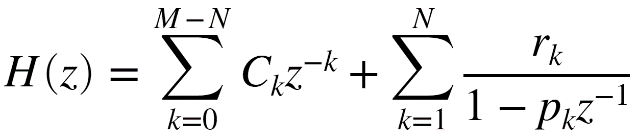 H(z) = \sum_{k=0}^{M-N} C_k z^{-k} + \sum_{k=1}^{N} \frac{r_k}{1 - p_k z^{-1}}